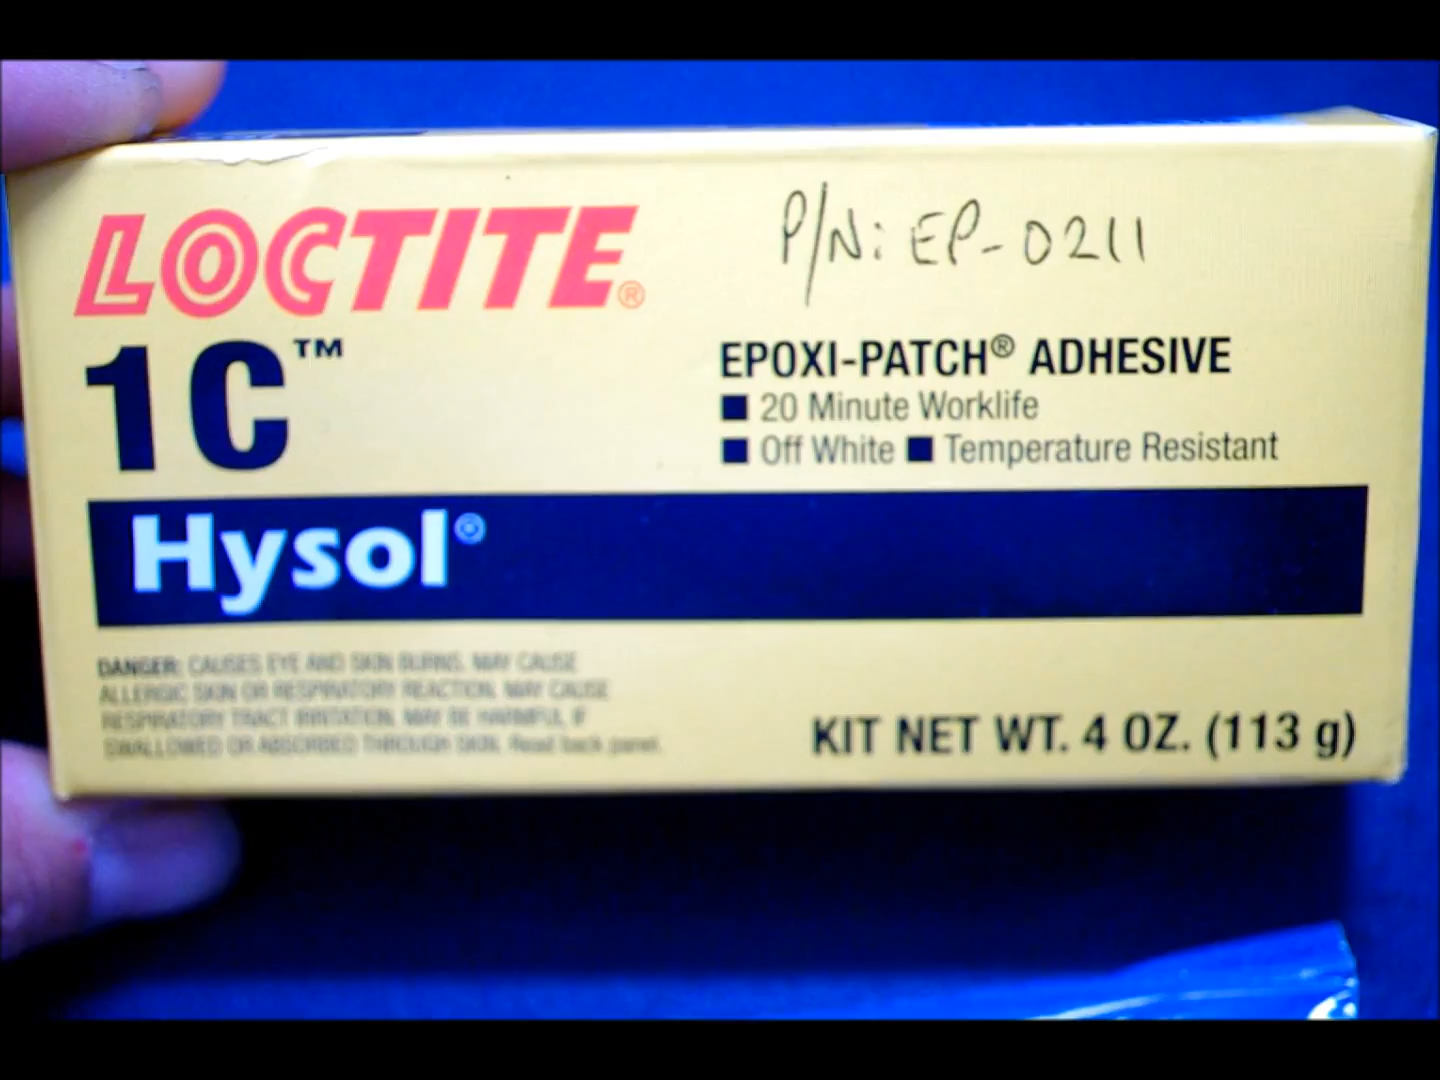 LOCTITE®
P/N: EP-0211
1C™
EPOXI-PATCH® ADHESIVE
■ 20 Minute Worklife
■ Off White ■ Temperature Resistant
Hysol®
DANGER: CAUSES EYE AND SKIN BURNS. MAY CAUSE
ALLERGIC SKIN OR RESPIRATORY REACTION. MAY CAUSE
RESPIRATORY TRACT IRRITATION. MAY BE HARMFUL IF
SWALLOWED OR ABSORBED THROUGH SKIN. Read back panel.
KIT NET WT. 4 OZ. (113 g)